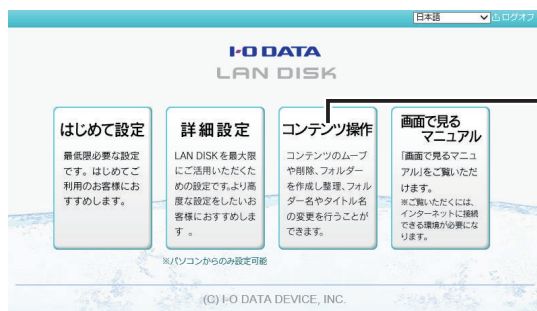 日本語 ログオフ
I-O DATA
LAN DISK
はじめて設定
最低限必要な設定
です。はじめてご
利用のお客様にお
すすめします。
詳細設定
LAN DISKを最大限
にご活用いただくた
めの設定です。より高
度な設定をしたいお
客様におすすめしま
す 。
コンテンツ操作
コンテンツのムーブ
や削除、フォルダー
を作成し整理、フォル
ダー名やタイトル名
の変更を行うことが
できます。
画面で見る
マニュアル
「画面で見るマニュ
アル」をご覧いただ
けます。
※ご覧いただくには、
インターネットに接続
できる環境が必要にな
ります。
※パソコンからのみ設定可能
(C) I-O DATA DEVICE, INC.